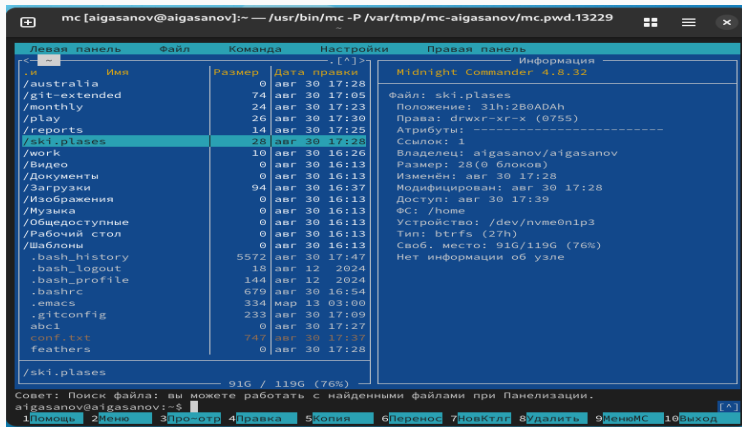 mc [aigasanov@aigasanov]:~ — /usr/bin/mc -P /var/tmp/mc-aigasanov/mc.pwd.13229
~
Левая панель Файл Команда Настройки Правая панель
<- ~ .[^]>
.и Имя Размер Дата правки
/australia 0 авг 30 17:28
/git-extended 74 авг 30 17:05
/monthly 24 авг 30 17:23
/play 26 авг 30 17:30
/reports 14 авг 30 17:25
/ski.plases 28 авг 30 17:28
/work 10 авг 30 16:26
/Видео 0 авг 30 16:13
/Документы 0 авг 30 16:13
/Загрузки 94 авг 30 16:37
/Изображения 0 авг 30 16:13
/Музыка 0 авг 30 16:13
/Общедоступные 0 авг 30 16:13
/Рабочий стол 0 авг 30 16:13
/Шаблоны 0 авг 30 16:13
.bash_history 5572 авг 30 17:47
.bash_logout 18 авг 12 2024
.bash_profile 144 авг 12 2024
.bashrc 679 авг 30 16:54
.emacs 334 мар 13 03:00
.gitconfig 233 авг 30 17:09
abc1 0 авг 30 17:27
conf.txt 747 авг 30 17:37
feathers 0 авг 30 17:28
/ski.plases
91G / 119G (76%)
Информация
Midnight Commander 4.8.32
Файл: ski.plases
Положение: 31h:2B0ADAh
Права: drwxr-xr-x (0755)
Атрибуты: -------------------------
Ссылок: 1
Владелец: aigasanov/aigasanov
Размер: 28(0 блоков)
Изменён: авг 30 17:28
Модифицирован: авг 30 17:28
Доступ: авг 30 17:39
ФС: /home
Устройство: /dev/nvme0n1p3
Тип: btrfs (27h)
Своб. место: 91G/119G (76%)
Нет информации об узле
Совет: Поиск файла: вы можете работать с найденными файлами при Панелизации.
aigasanov@aigasanov:~$ [^]
1Помощь 2Меню 3Про~отр 4Правка 5Копия 6Перенос 7НовКтлг 8Удалить 9МенюМС 10Выход